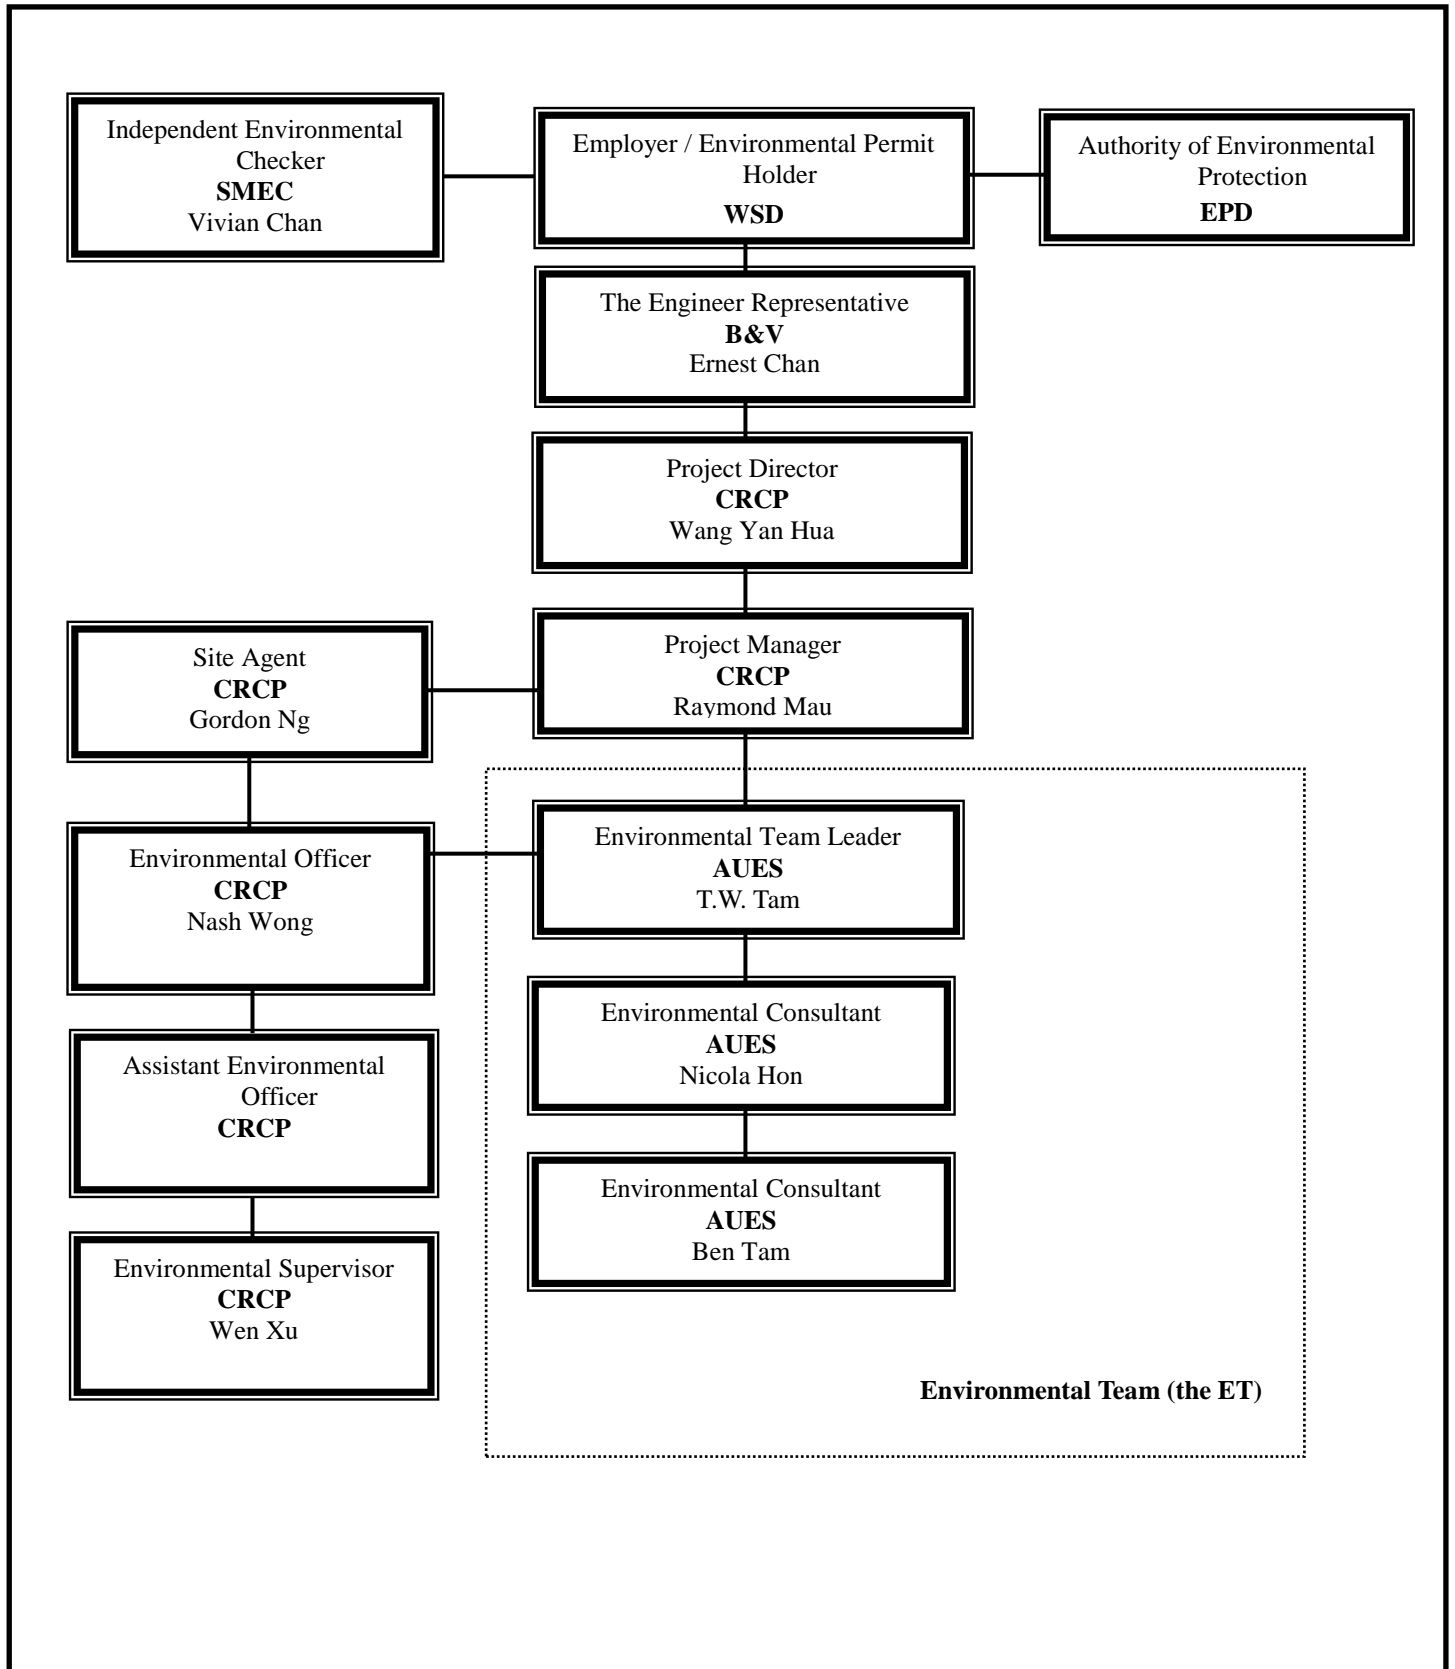 Independent Environmental
Checker
SMEC
Vivian Chan
Employer / Environmental Permit
Holder
WSD
Authority of Environmental
Protection
EPD
The Engineer Representative
B&V
Ernest Chan
Project Director
CRCP
Wang Yan Hua
Project Manager
CRCP
Raymond Mau
Site Agent
CRCP
Gordon Ng
Environmental Officer
CRCP
Nash Wong
Environmental Team Leader
AUES
T.W. Tam
Environmental Consultant
AUES
Nicola Hon
Assistant Environmental
Officer
CRCP
Environmental Consultant
AUES
Ben Tam
Environmental Supervisor
CRCP
Wen Xu
Environmental Team (the ET)